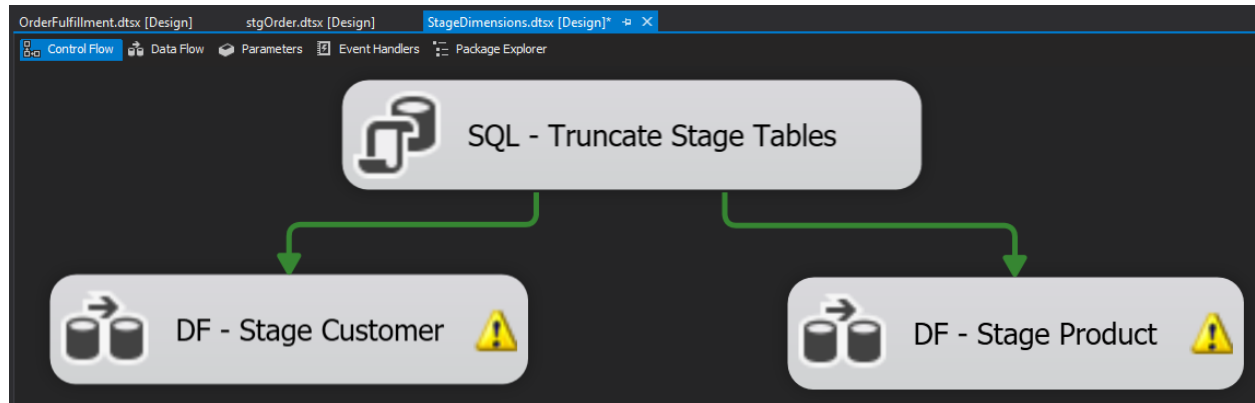 OrderFulfillment.dtsx [Design] stgOrder.dtsx [Design] StageDimensions.dtsx [Design]*
Control Flow Data Flow Parameters Event Handlers Package Explorer
SQL - Truncate Stage Tables
DF - Stage Customer
DF - Stage Product